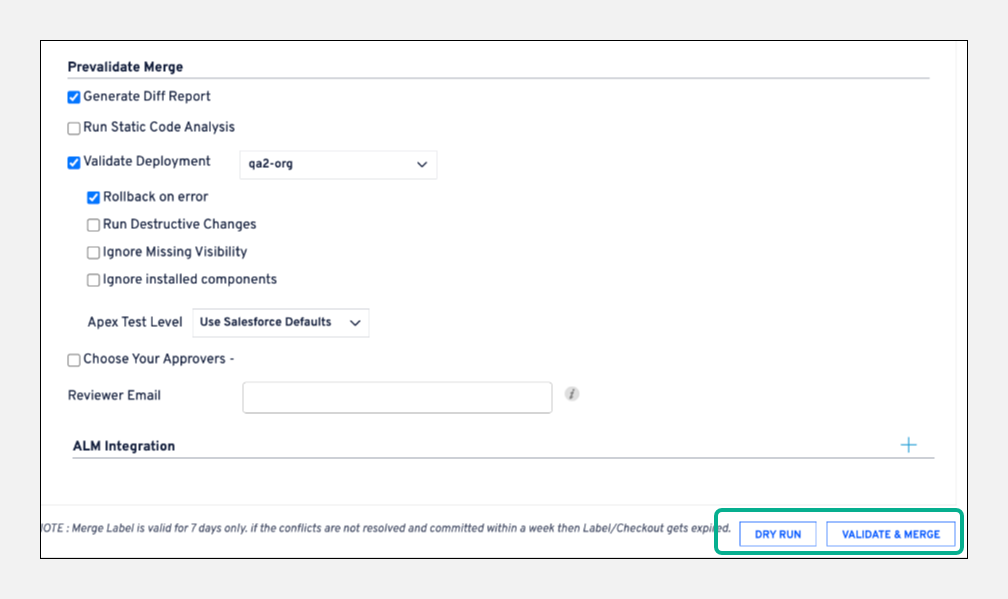 Prevalidate Merge
Generate Diff Report
Run Static Code Analysis
Validate Deployment qa2-org
Rollback on error
Run Destructive Changes
Ignore Missing Visibility
Ignore installed components
Apex Test Level Use Salesforce Defaults
Choose Your Approvers -
Reviewer Email i
ALM Integration
OTE : Merge Label is valid for 7 days only. if the conflicts are not resolved and committed within a week then Label/Checkout gets expired. DRY RUN VALIDATE & MERGE